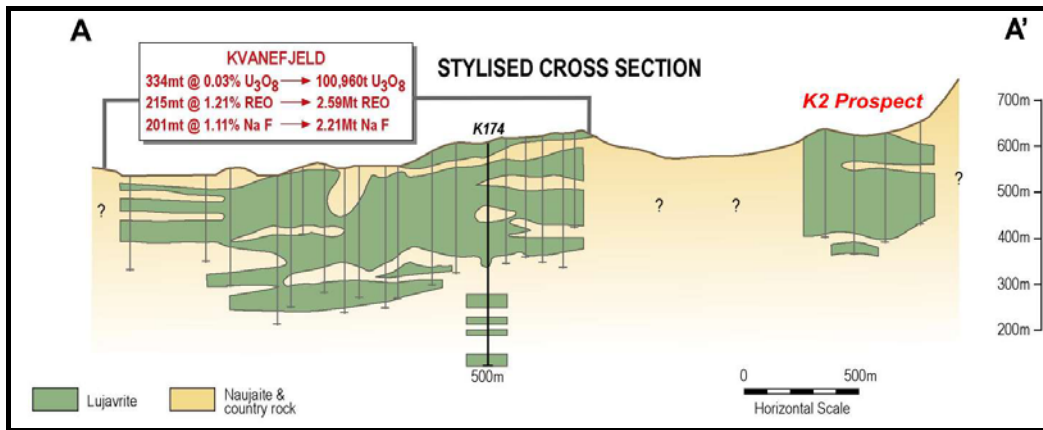 A
A'
KVANEFJELD
334mt @ 0.03% U3O8 → 100,960t U3O8
215mt @ 1.21% REO → 2.59Mt REO
201mt @ 1.11% Na F → 2.21Mt Na F
STYLISED CROSS SECTION
K174
K2 Prospect
700m
600m
500m
400m
300m
200m
?
?
?
?
500m
Lujavrite
Naujaite &
country rock
0 500m
Horizontal Scale